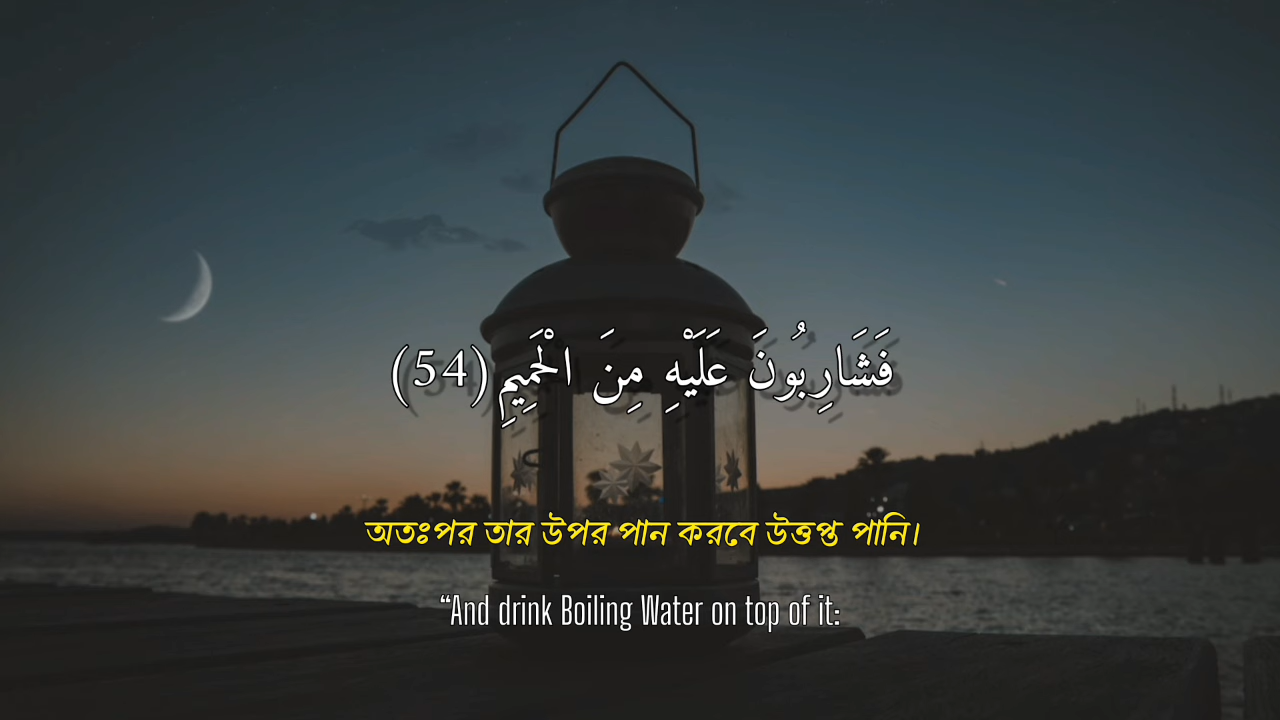 فَشَارِبُونَ عَلَيْهِ مِنَ الْحَمِيمِ (54)
অতঃপর তার উপর পান করবে উত্তপ্ত পানি।
“And drink Boiling Water on top of it: